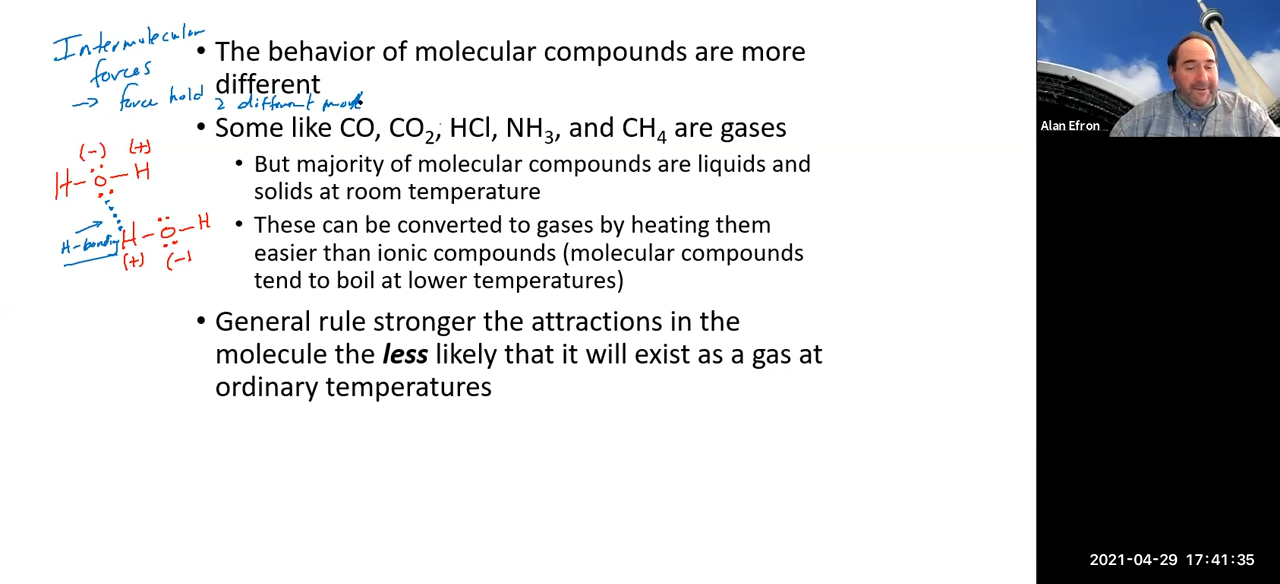 Intermolecular
forces
→ force hold 2 different
• The behavior of molecular compounds are more
different
• Some like CO, CO₂, HCl, NH₃, and CH₄ are gases
• But majority of molecular compounds are liquids and
solids at room temperature
• These can be converted to gases by heating them
easier than ionic compounds (molecular compounds
tend to boil at lower temperatures)
• General rule stronger the attractions in the
molecule the less likely that it will exist as a gas at
ordinary temperatures
(-) (+)
H-O-H
H-bonding
H-O-H
(+) (-)
Alan Efron
2021-04-29 17:41:35